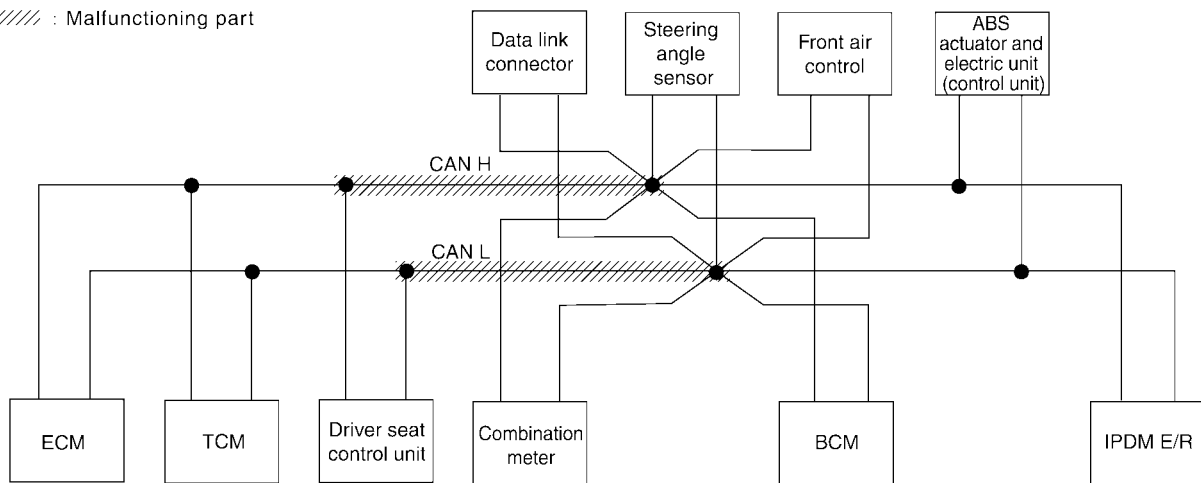 : Malfunctioning part
Data link
connector
Steering
angle
sensor
Front air
control
ABS
actuator and
electric unit
(control unit)
CAN H
CAN L
ECM
TCM
Driver seat
control unit
Combination
meter
BCM
IPDM E/R